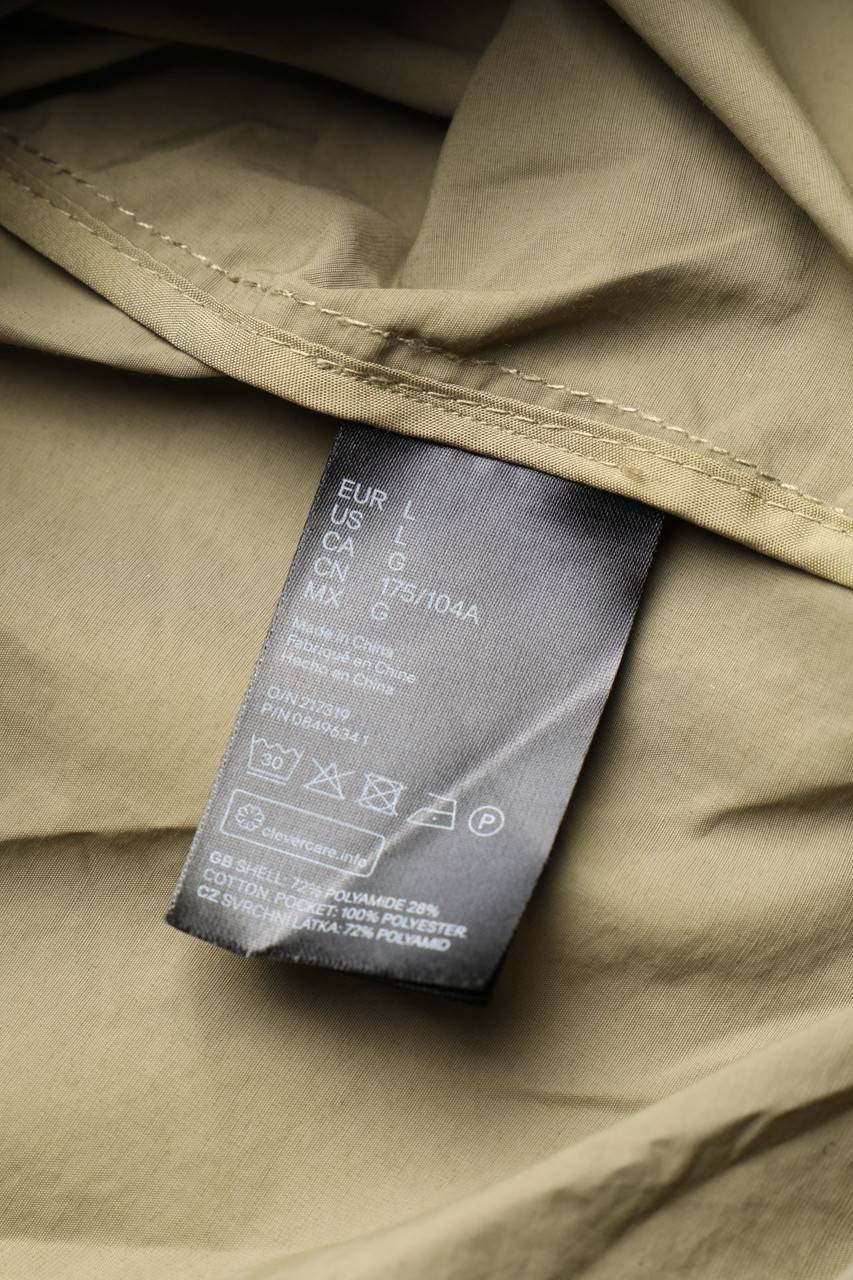 EUR L
US L
CA G
CN 175/104A
MX G
Made in China
Fabriqué en Chine
Hecho en China
O/N 217319
P/N 08496341
30
P
clevercare.info
GB SHELL: 72% POLYAMIDE 28%
COTTON. POCKET: 100% POLYESTER.
CZ SVRCHNÍ LÁTKA: 72% POLYAMID